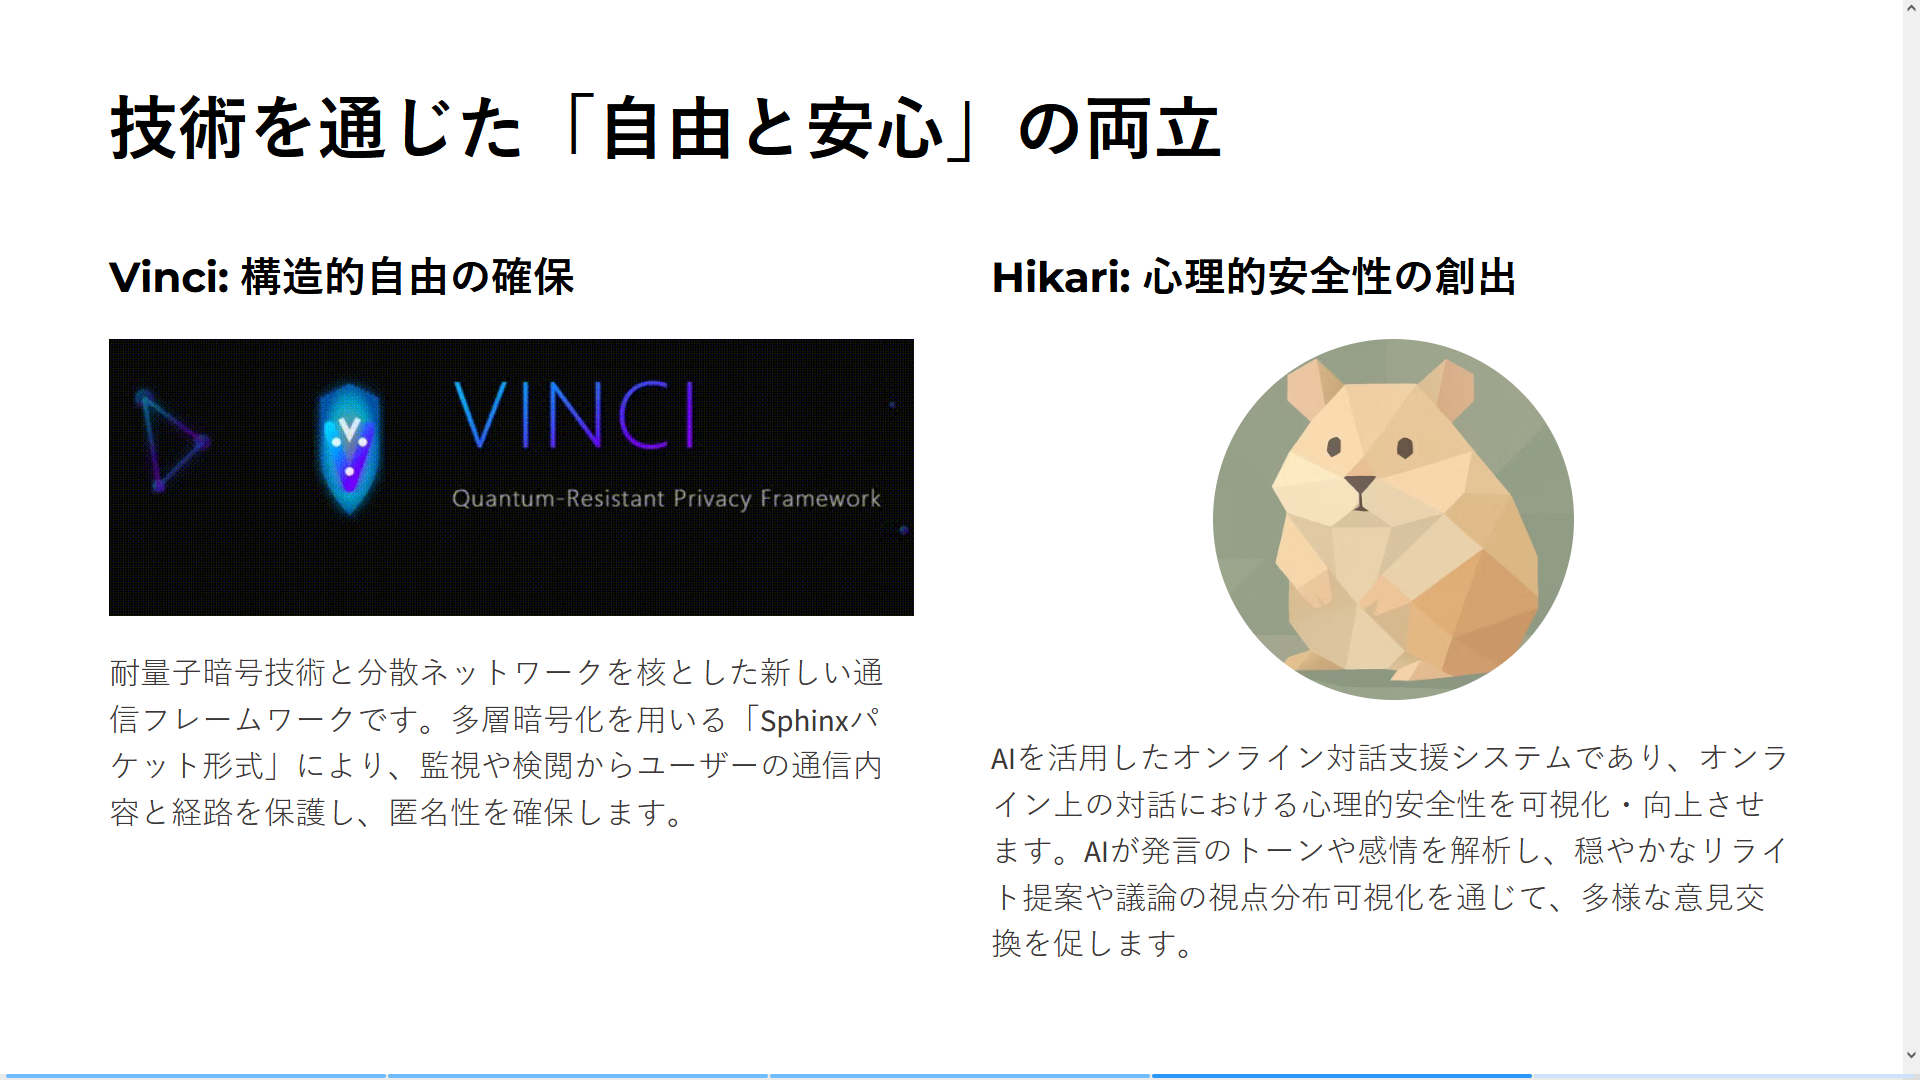 技術を通じた「自由と安心」の両立
Vinci: 構造的自由の確保
VINCI
Quantum-Resistant Privacy Framework
耐量子暗号技術と分散ネットワークを核とした新しい通
信フレームワークです。多層暗号化を用いる「Sphinxパ
ケット形式」により、監視や検閲からユーザーの通信内
容と経路を保護し、匿名性を確保します。
Hikari: 心理的安全性の創出
AIを活用したオンライン対話支援システムであり、オンラ
イン上の対話における心理的安全性を可視化・向上させ
ます。AIが発言のトーンや感情を解析し、穏やかなリライ
ト提案や議論の視点分布可視化を通じて、多様な意見交
換を促します。